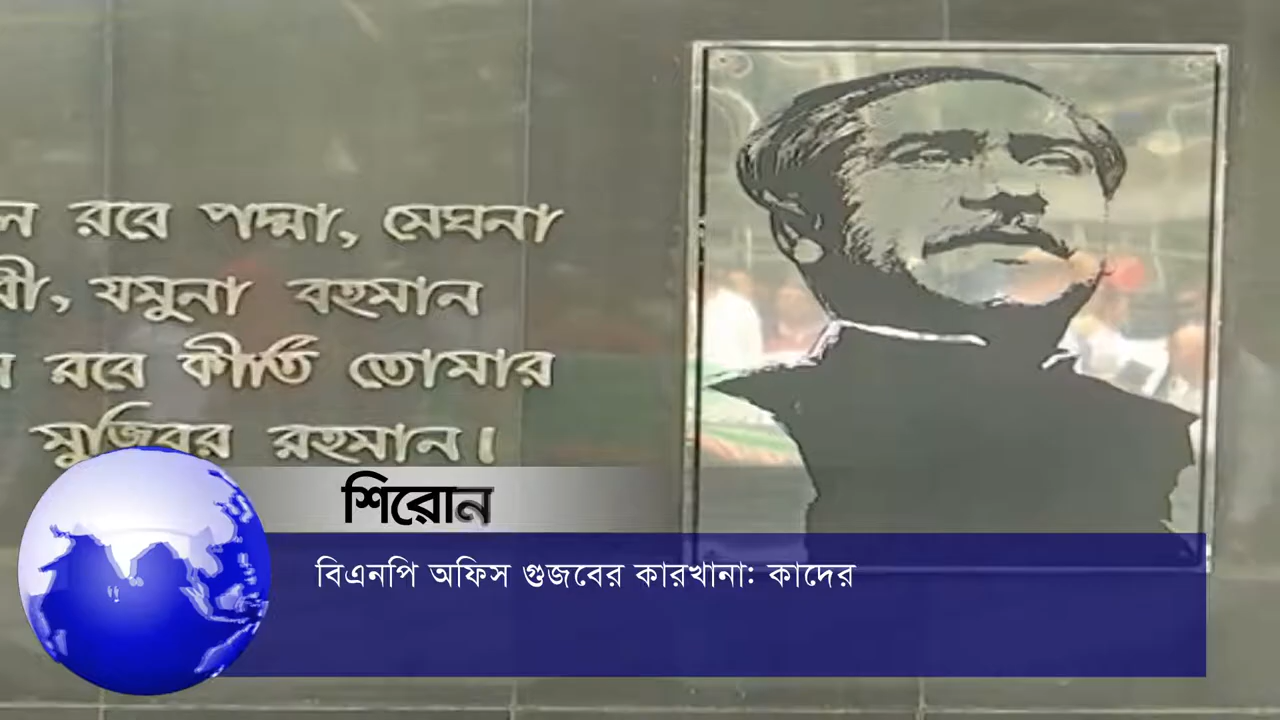 রবে পদ্মা, মেঘনা
যমুনা বহমান
রবে কীর্তি তোমার
মুজিবর রহমান।
শিরোন
বিএনপি অফিস গুজবের কারখানা: কাদের